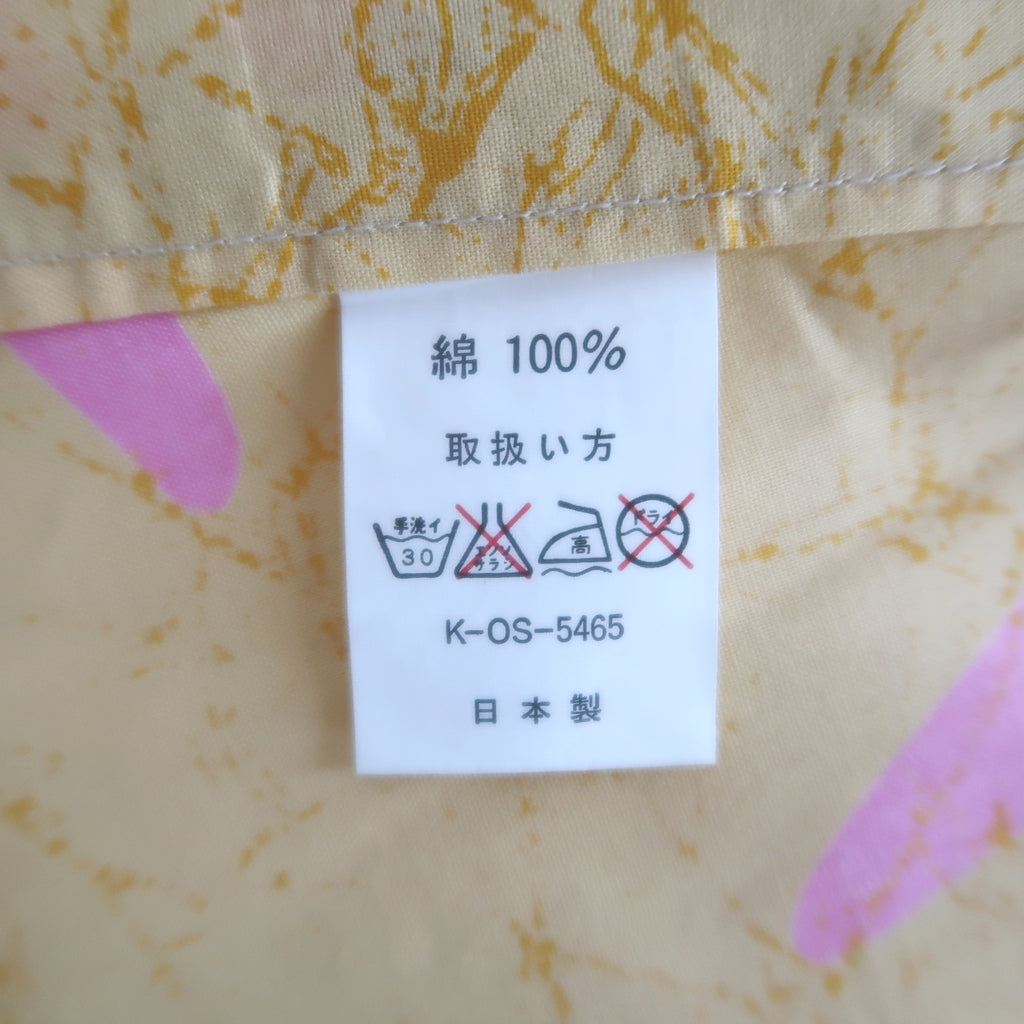 綿 100%
取扱い方
手洗イ 30 エンソサラシ 高 ドライ
K-OS-5465
日本製